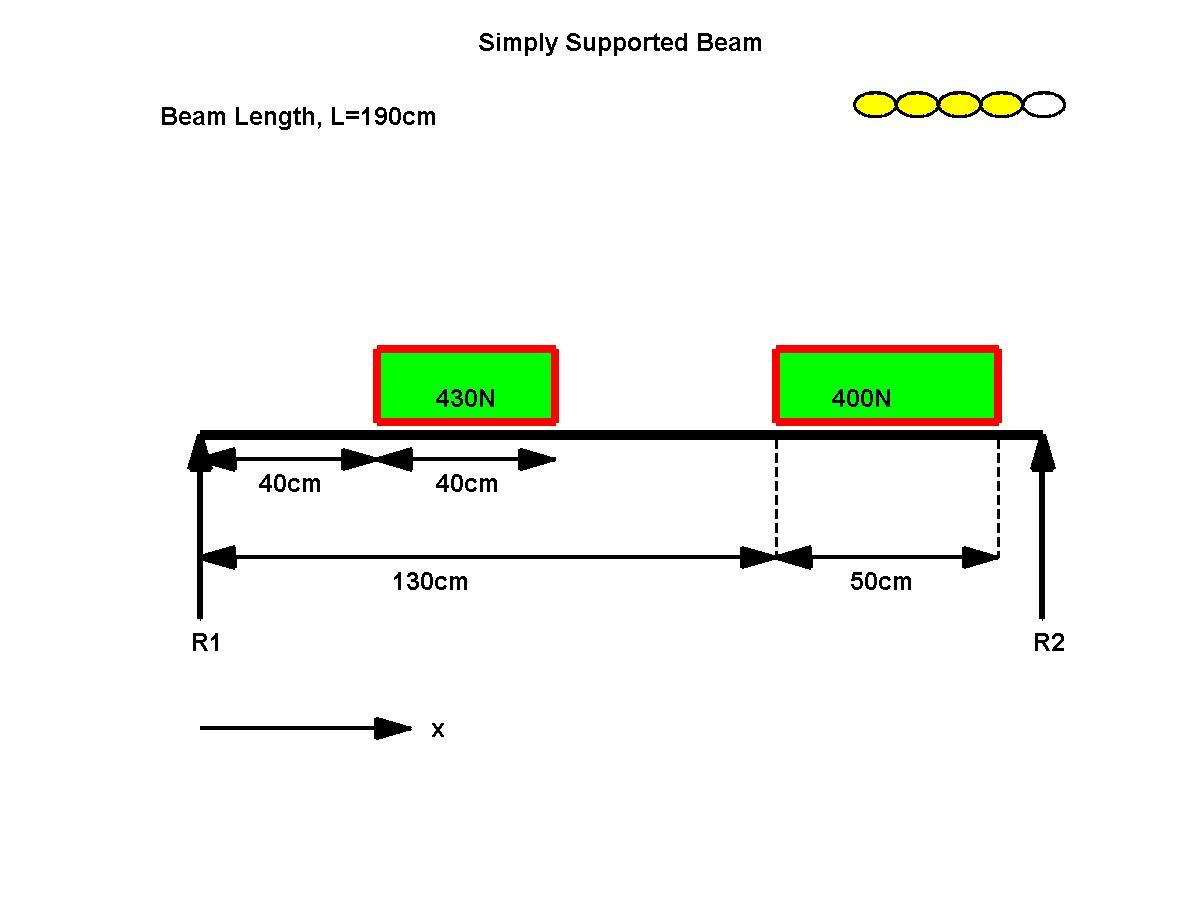 Simply Supported Beam
Beam Length, L=190cm
430N
400N
40cm
40cm
130cm
50cm
R1
R2
x